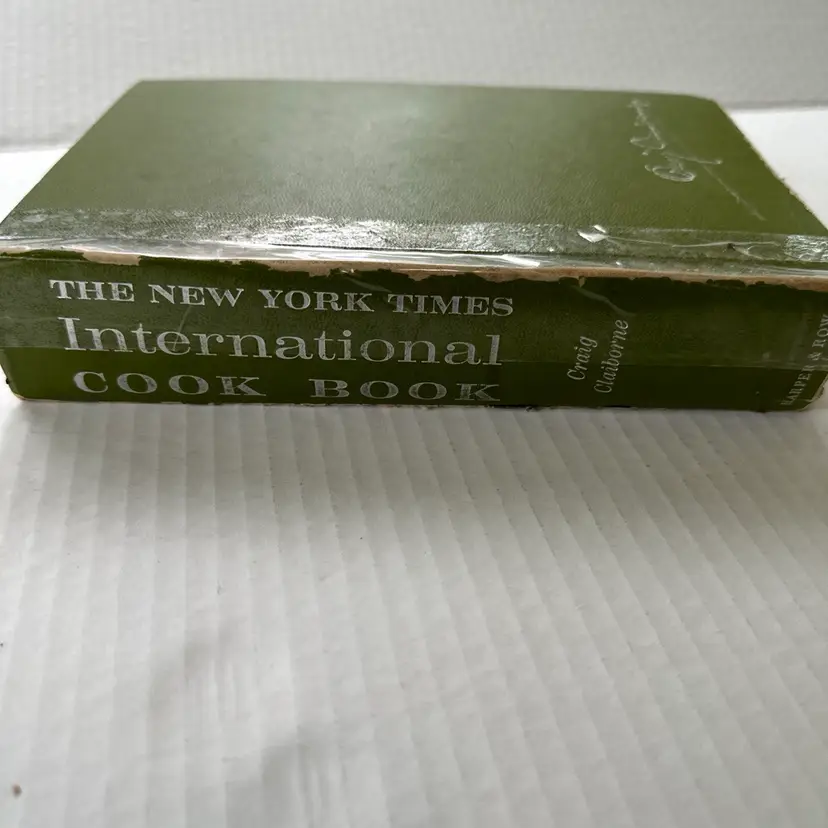 THE NEW YORK TIMES
International
COOK BOOK
Craig
Claiborne
HARPER & ROW